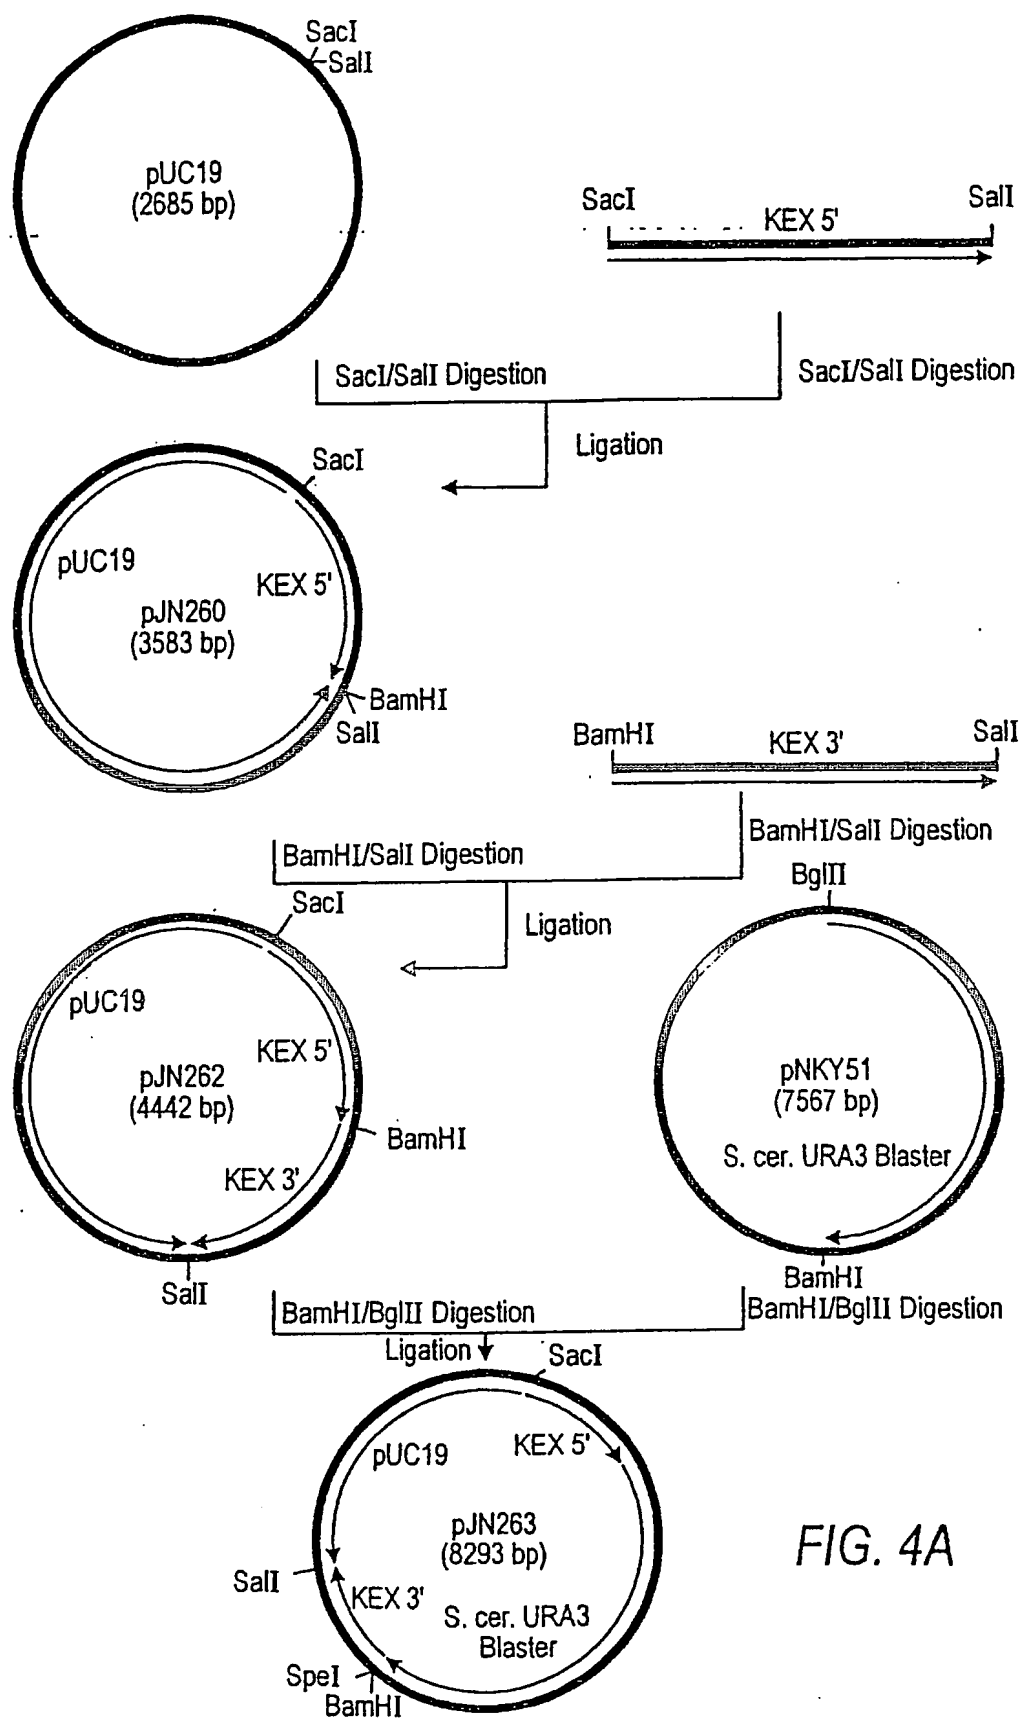 SacI
SalI
pUC19
(2685 bp)
SacI
KEX 5'
SalI
SacI/SalI Digestion
SacI/SalI Digestion
Ligation
SacI
pUC19
KEX 5'
pJN260
(3583 bp)
BamHI
SalI
BamHI
KEX 3'
SalI
BamHI/SalI Digestion
BamHI/SalI Digestion
Ligation
SacI
pUC19
KEX 5'
pJN262
(4442 bp)
BamHI
KEX 3'
SalI
BglII
pNKY51
(7567 bp)
S. cer. URA3 Blaster
BamHI
BamHI/BglII Digestion
BamHI/BglII Digestion
Ligation
SacI
pUC19
KEX 5'
pJN263
(8293 bp)
SalI
KEX 3'
S. cer. URA3
Blaster
SpeI
BamHI
FIG. 4A